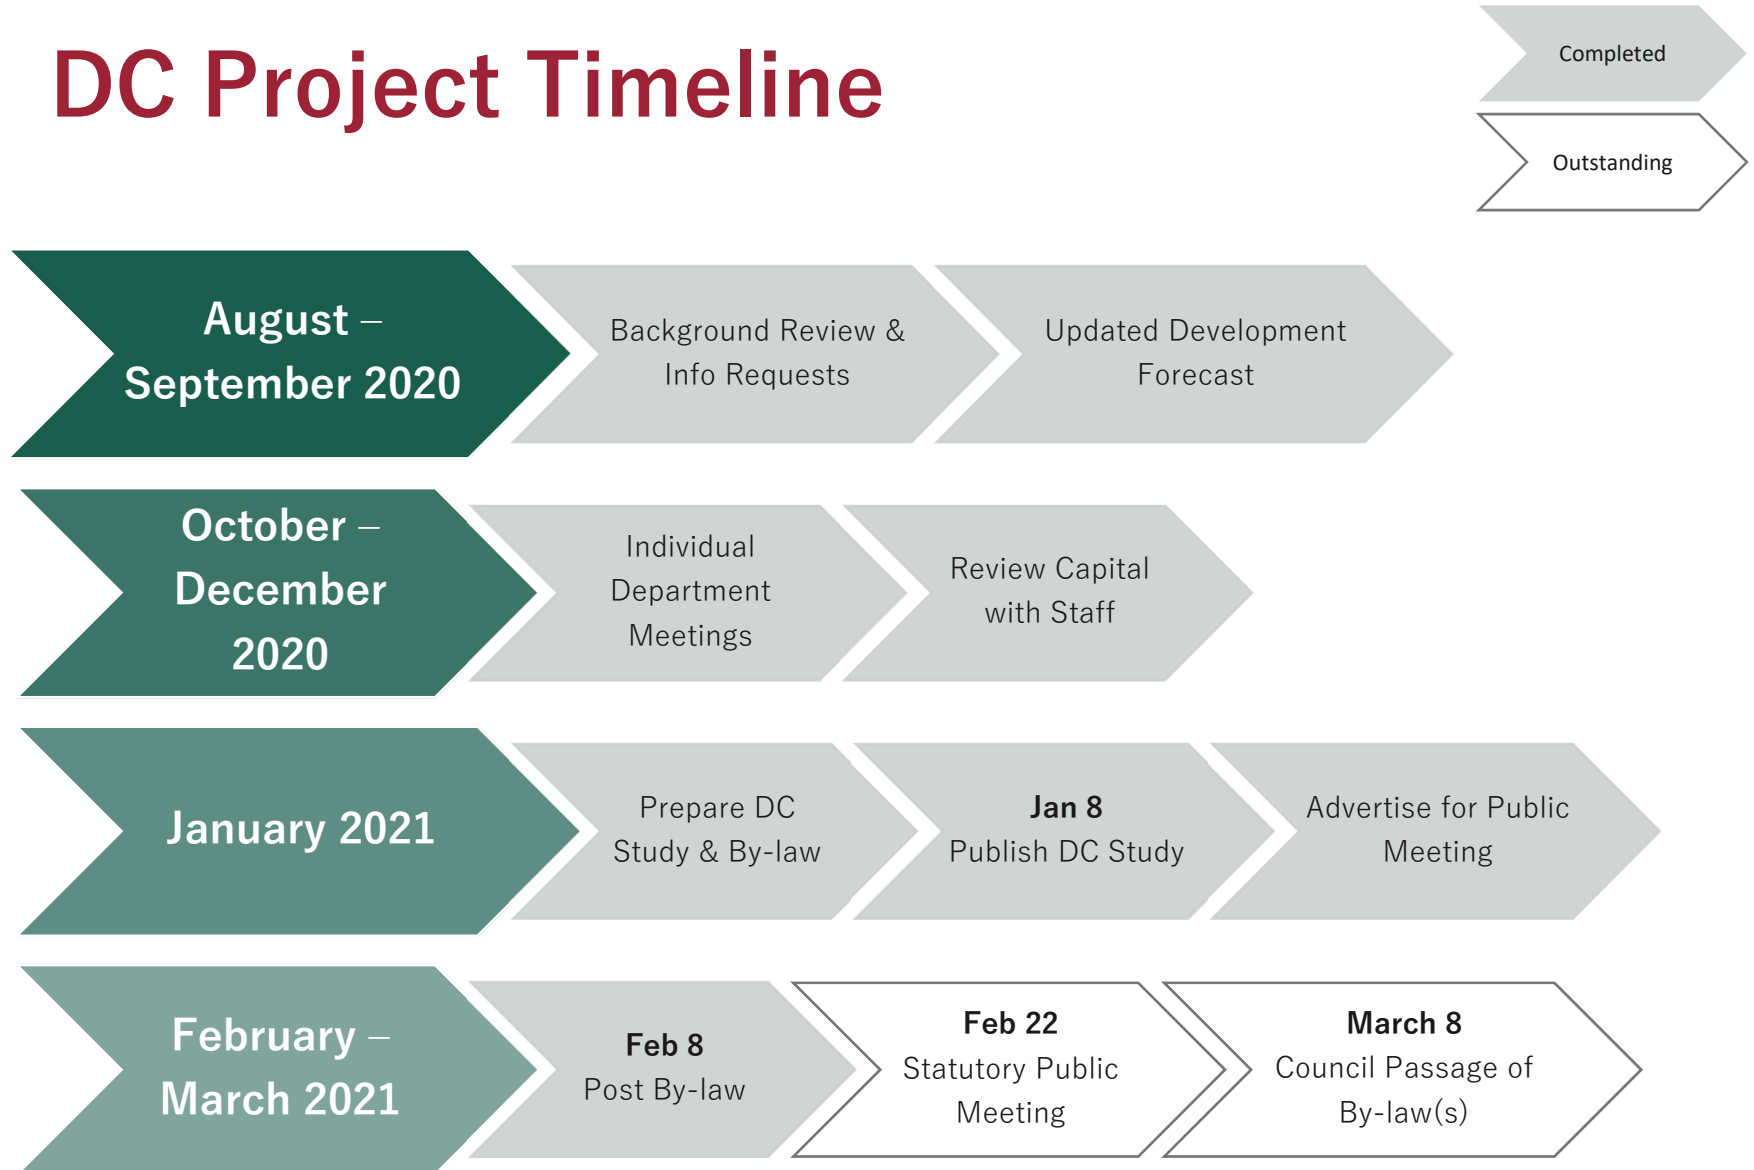 DC Project Timeline
Completed
Outstanding
August –
September 2020
Background Review &
Info Requests
Updated Development
Forecast
October –
December
2020
Individual
Department
Meetings
Review Capital
with Staff
January 2021
Prepare DC
Study & By-law
Jan 8
Publish DC Study
Advertise for Public
Meeting
February –
March 2021
Feb 8
Post By-law
Feb 22
Statutory Public
Meeting
March 8
Council Passage of
By-law(s)